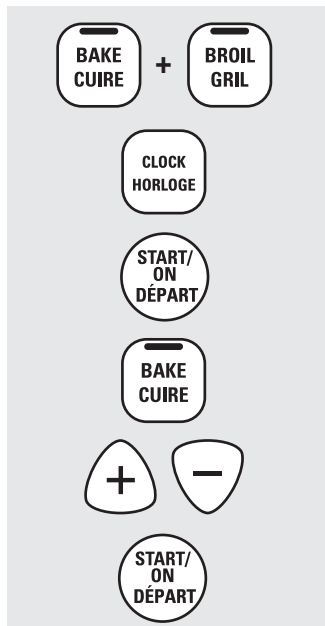 BAKE
CUIRE
+
BROIL
GRIL
CLOCK
HORLOGE
START/
ON
DÉPART
BAKE
CUIRE
+ −
START/
ON
DÉPART